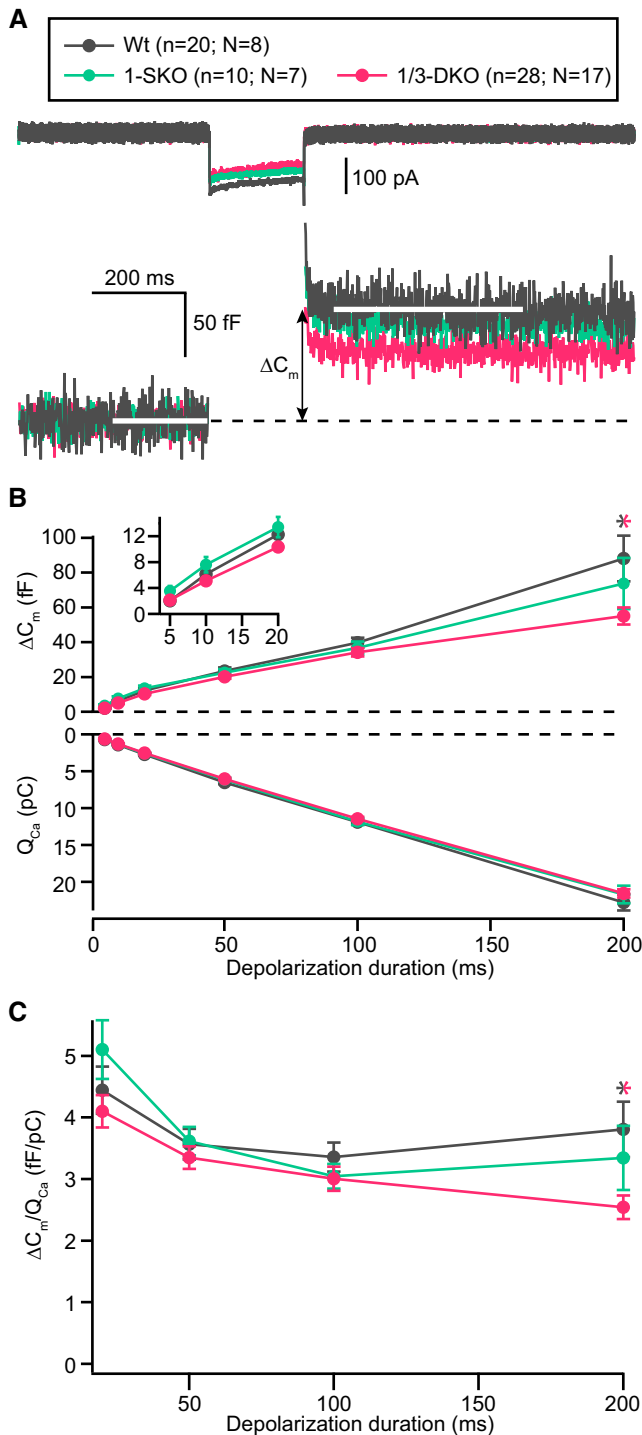 A
Wt (n=20; N=8)
1-SKO (n=10; N=7) 1/3-DKO (n=28; N=17)
100 pA
200 ms
50 fF
ΔCm
B
*
100
80
60
40
20
0
ΔCm (fF)
12
8
4
0
5 10 15 20
0
5
10
15
20
QCa (pC)
0 50 100 150 200
Depolarization duration (ms)
C
*
5
4
3
2
1
0
ΔCm/QCa (fF/pC)
50 100 150 200
Depolarization duration (ms)